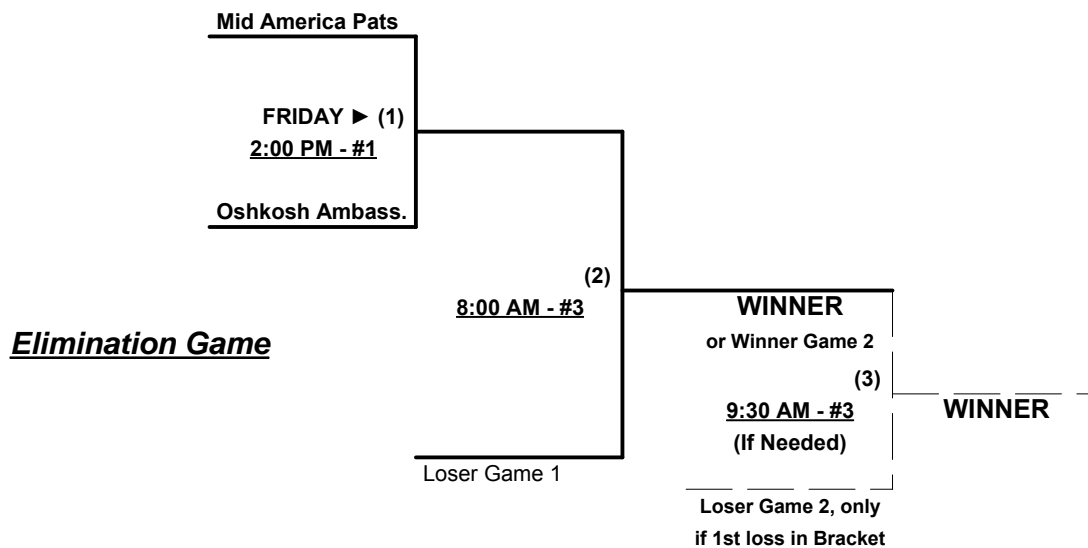 Mid America Pats
FRIDAY ► (1)
2:00 PM - #1
Oshkosh Ambass.
(2)
8:00 AM - #3
WINNER
or Winner Game 2
Elimination Game
(3)
9:30 AM - #3
WINNER
(If Needed)
Loser Game 1
Loser Game 2, only
if 1st loss in Bracket